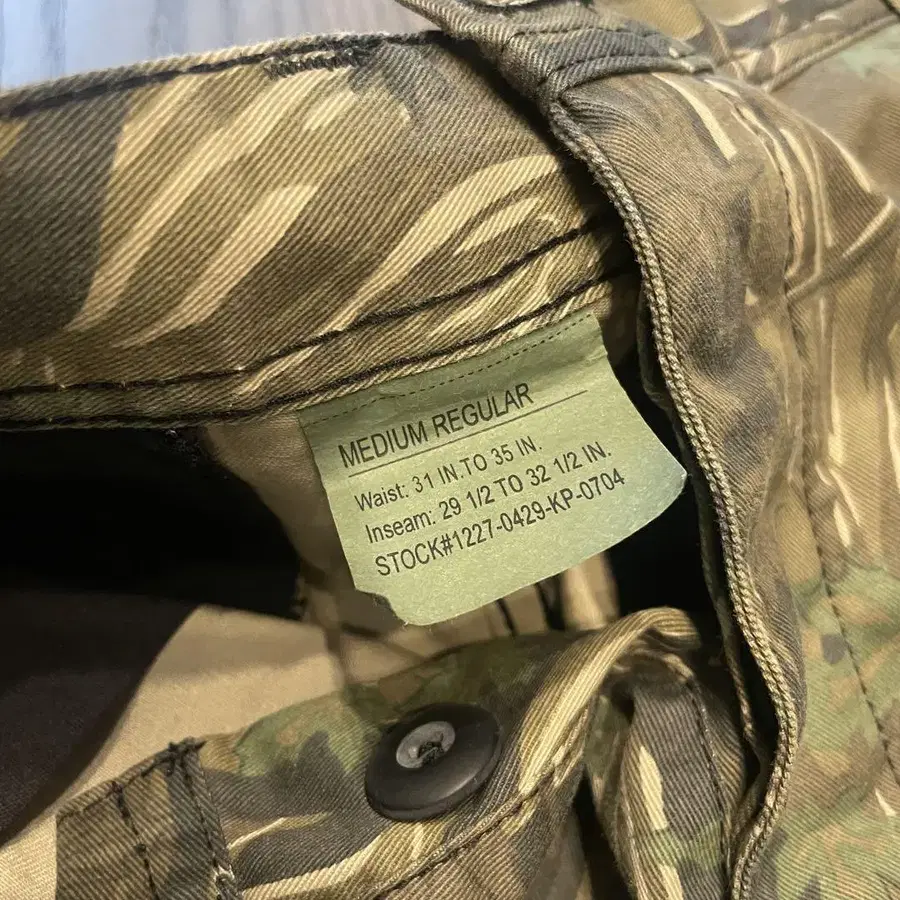 MEDIUM REGULAR
Waist: 31 IN. TO 35 IN.
Inseam: 29 1/2 TO 32 1/2 IN.
STOCK#1227-0429-KP-0704